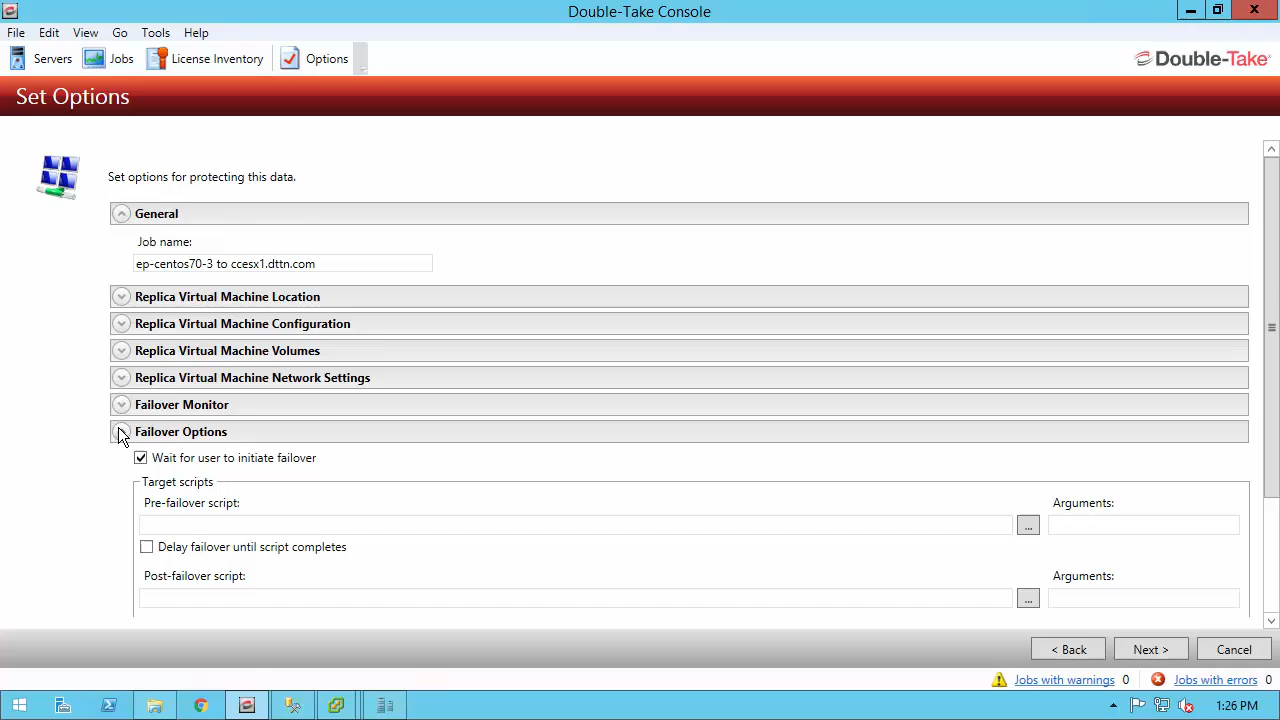 Double-Take Console
File Edit View Go Tools Help
Servers Jobs License Inventory Options Double-Take
Set Options
Set options for protecting this data.
General
Job name:
ep-centos70-3 to ccesx1.dttn.com
Replica Virtual Machine Location
Replica Virtual Machine Configuration
Replica Virtual Machine Volumes
Replica Virtual Machine Network Settings
Failover Monitor
Failover Options
Wait for user to initiate failover
Target scripts
Pre-failover script: Arguments:
...
Delay failover until script completes
Post-failover script: Arguments:
...
< Back Next > Cancel
Jobs with warnings 0 Jobs with errors 0
1:26 PM